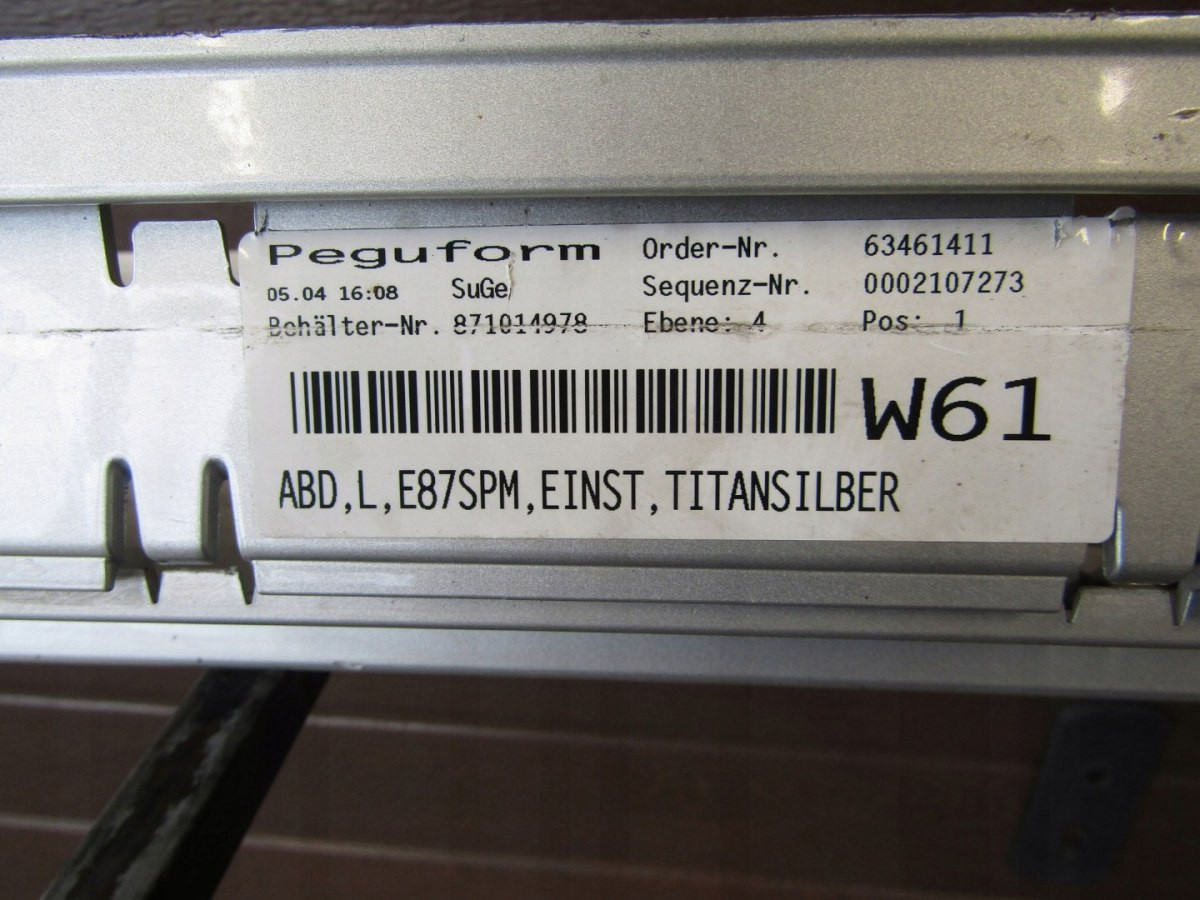 Peguform Order-Nr. 63461411
05.04 16:08 SuGe Sequenz-Nr. 0002107273
Behälter-Nr. 871014978 Ebene: 4 Pos: 1
W61
ABD,L,E87SPM,EINST,TITANSILBER